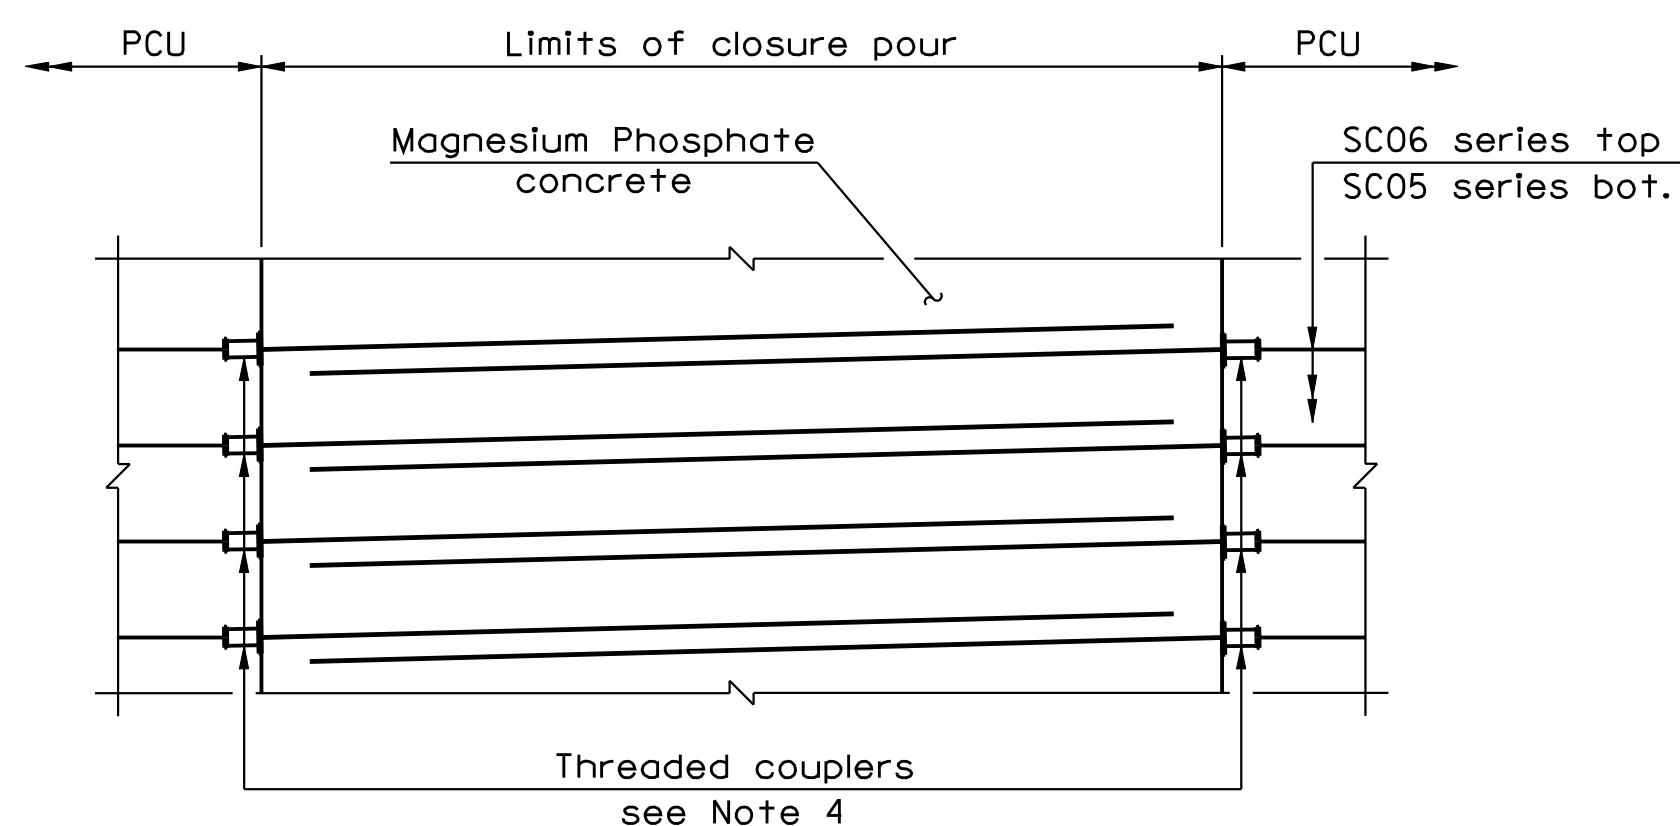 PCU
Limits of closure pour
PCU
Magnesium Phosphate
concrete
SC06 series top
SC05 series bot.
Threaded couplers
see Note 4